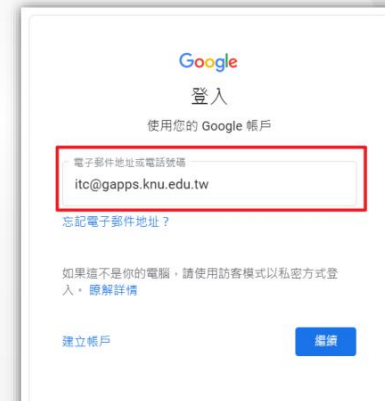 Google
登入
使用您的 Google 帳戶
電子郵件地址或電話號碼
itc@gapps.knu.edu.tw
忘記電子郵件地址？
如果這不是你的電腦，請使用訪客模式以私密方式登
入。瞭解詳情
建立帳戶
繼續